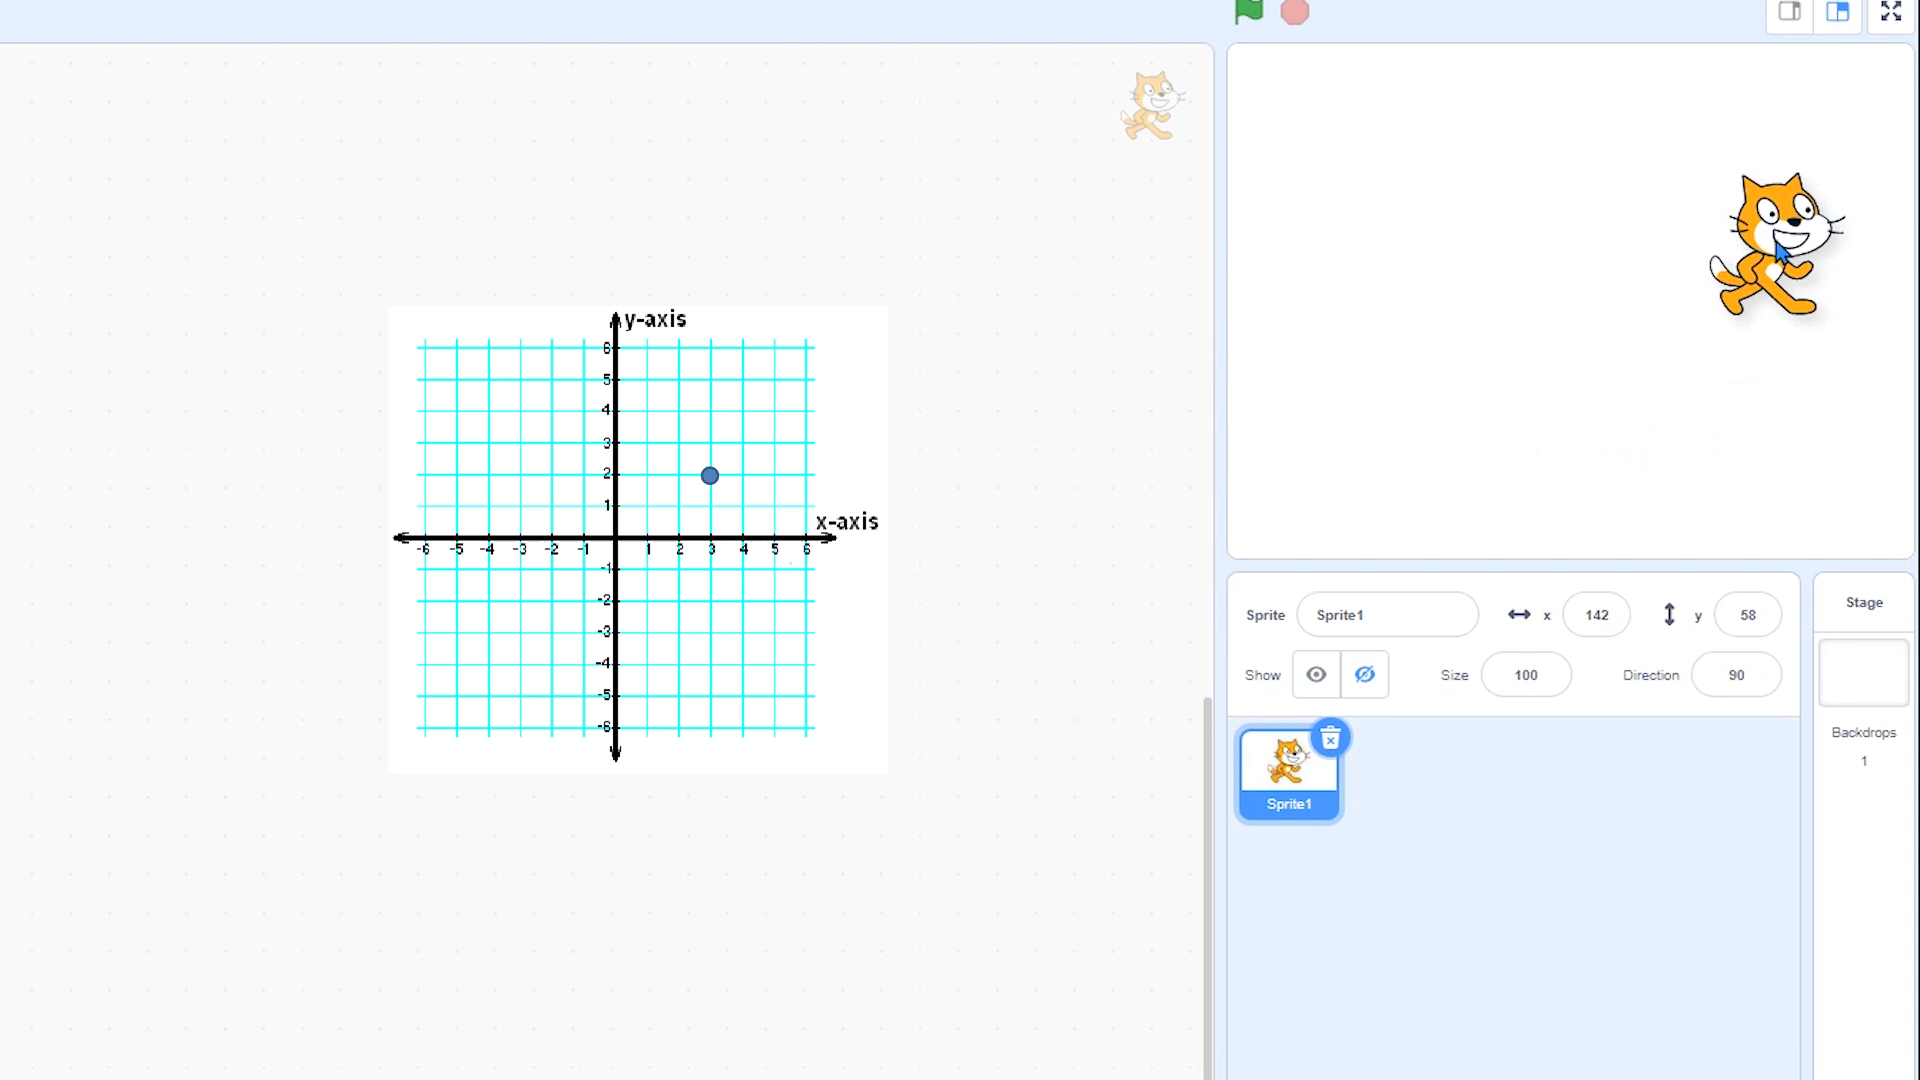 y-axis
6
5
4
3
2
1
x-axis
-6 -5 -4 -3 -2 -1 1 2 3 4 5 6
-1
-2
-3
-4
-5
-6
Sprite Sprite1 x 142 y 58
Show Size 100 Direction 90
Sprite1
Stage
Backdrops
1